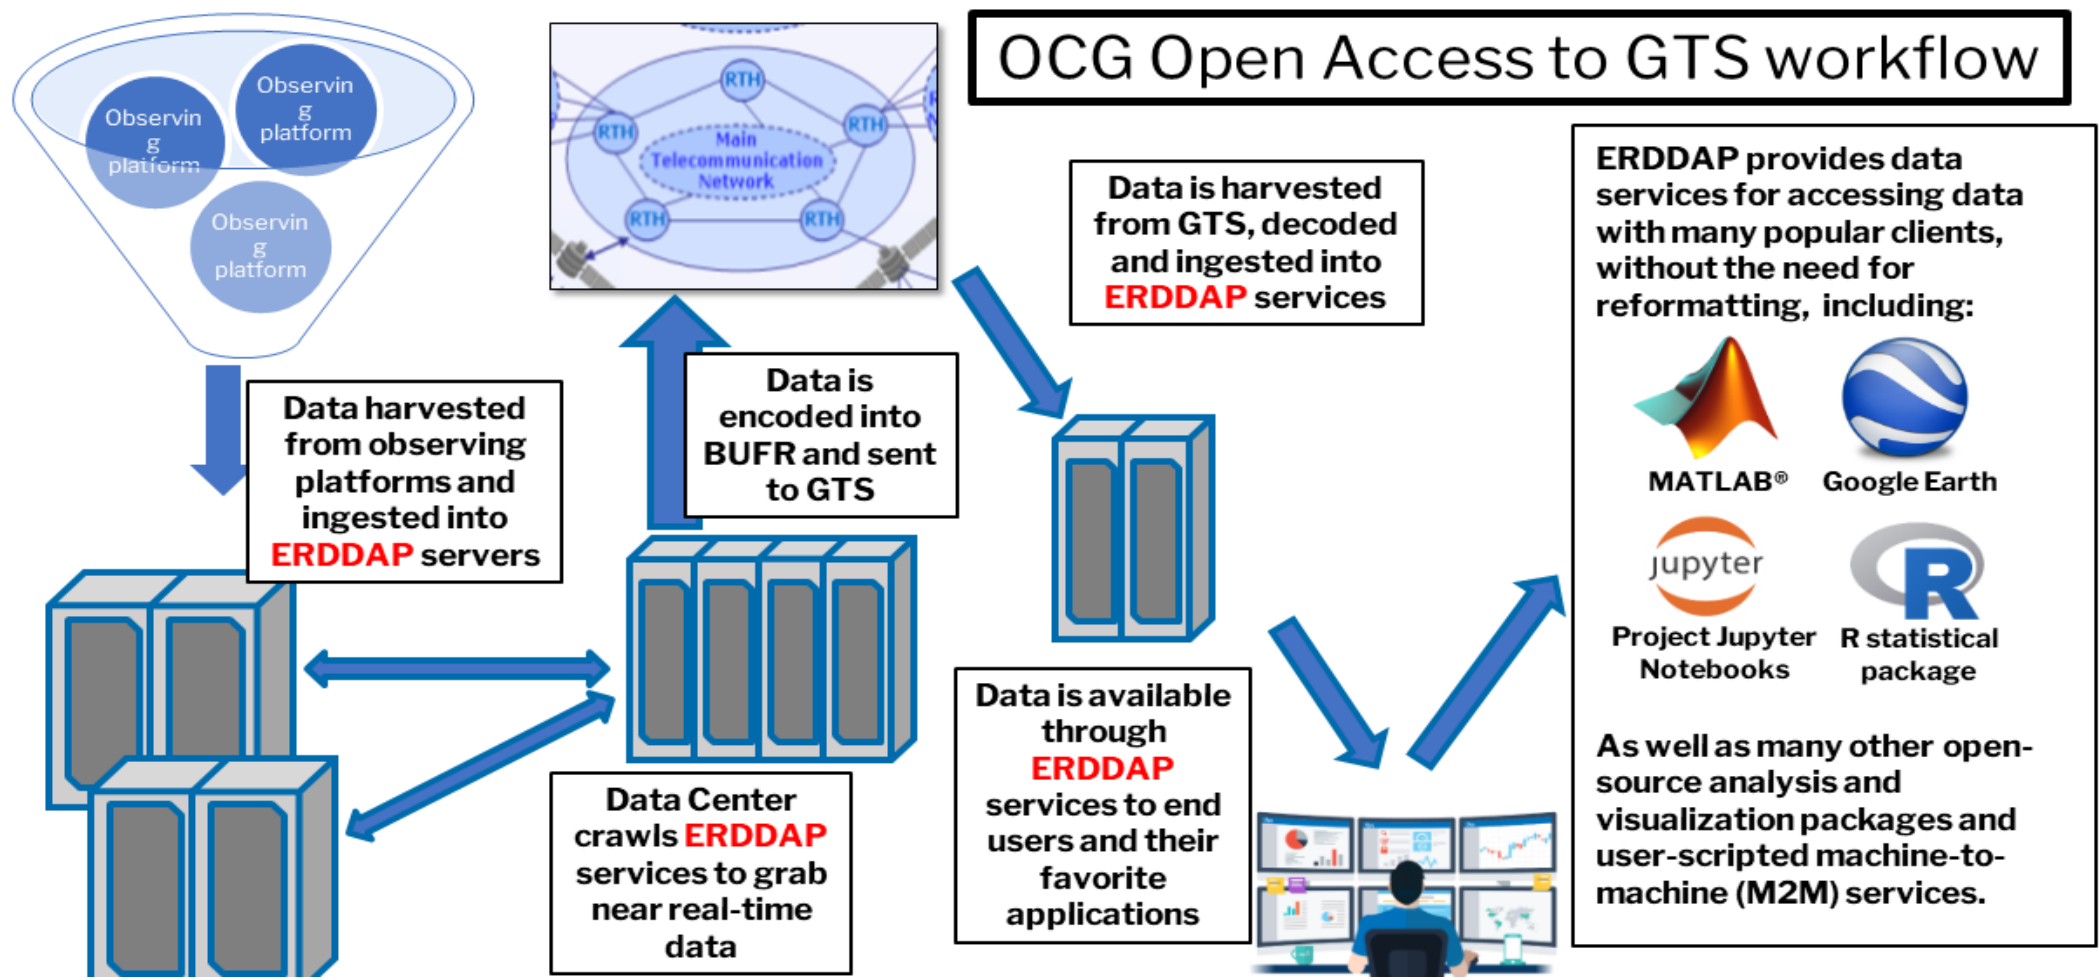 OCG Open Access to GTS workflow
Observin
g
platform
Observin
g
platform
Observin
g
platform
RTH
RTH
RTH
Main
Telecommunication
Network
RTH
RTH
Data is harvested
from GTS, decoded
and ingested into
ERDDAP services
Data harvested
from observing
platforms and
ingested into
ERDDAP servers
Data is
encoded into
BUFR and sent
to GTS
Data Center
crawls ERDDAP
services to grab
near real-time
data
Data is available
through
ERDDAP
services to end
users and their
favorite
applications
ERDDAP provides data
services for accessing data
with many popular clients,
without the need for
reformatting, including:
MATLAB®
Google Earth
jupyter
R
Project Jupyter
Notebooks
R statistical
package
As well as many other open-
source analysis and
visualization packages and
user-scripted machine-to-
machine (M2M) services.